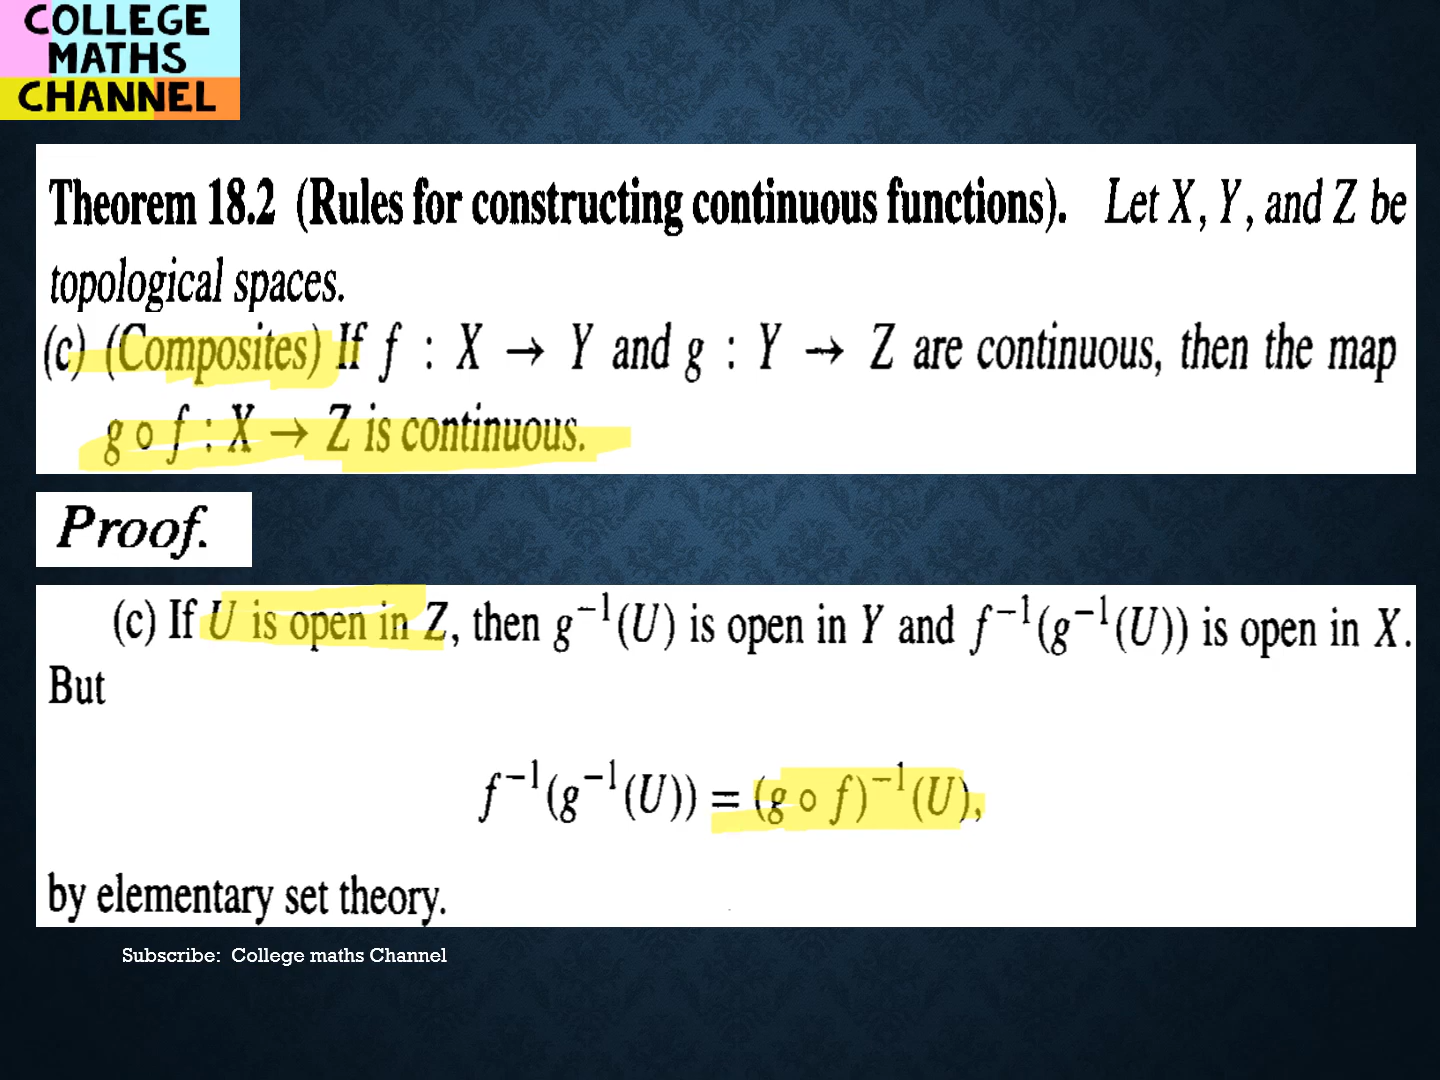 COLLEGE
MATHS
CHANNEL
Theorem 18.2 (Rules for constructing continuous functions). Let X, Y, and Z be
topological spaces.
(c) (Composites) If f : X → Y and g : Y → Z are continuous, then the map
g ∘ f : X → Z is continuous.
Proof.
(c) If U is open in Z, then g⁻¹(U) is open in Y and f⁻¹(g⁻¹(U)) is open in X.
But
f⁻¹(g⁻¹(U)) = (g ∘ f)⁻¹(U),
by elementary set theory.
Subscribe: College maths Channel